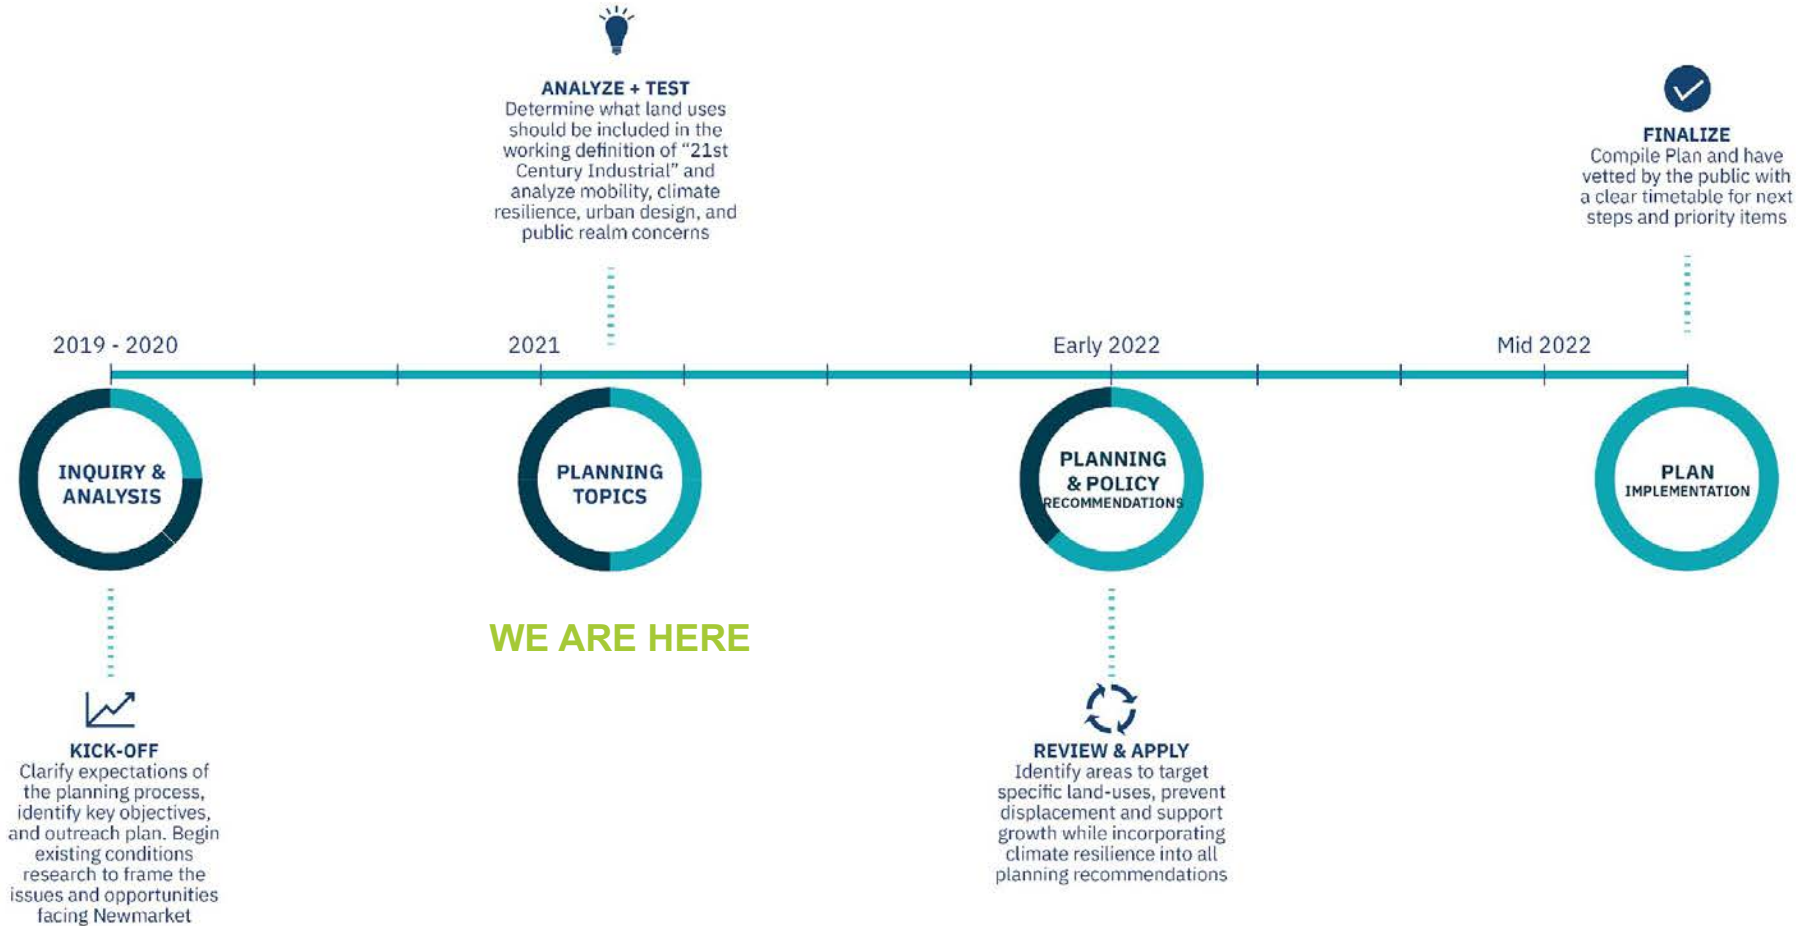 ANALYZE + TEST
Determine what land uses
should be included in the
working definition of “21st
Century Industrial” and
analyze mobility, climate
resilience, urban design, and
public realm concerns
FINALIZE
Compile Plan and have
vetted by the public with
a clear timetable for next
steps and priority items
2019 - 2020
2021
Early 2022
Mid 2022
INQUIRY &
ANALYSIS
PLANNING
TOPICS
PLANNING
& POLICY
RECOMMENDATIONS
PLAN
IMPLEMENTATION
WE ARE HERE
KICK-OFF
Clarify expectations of
the planning process,
identify key objectives,
and outreach plan. Begin
existing conditions
research to frame the
issues and opportunities
facing Newmarket
REVIEW & APPLY
Identify areas to target
specific land-uses, prevent
displacement and support
growth while incorporating
climate resilience into all
planning recommendations